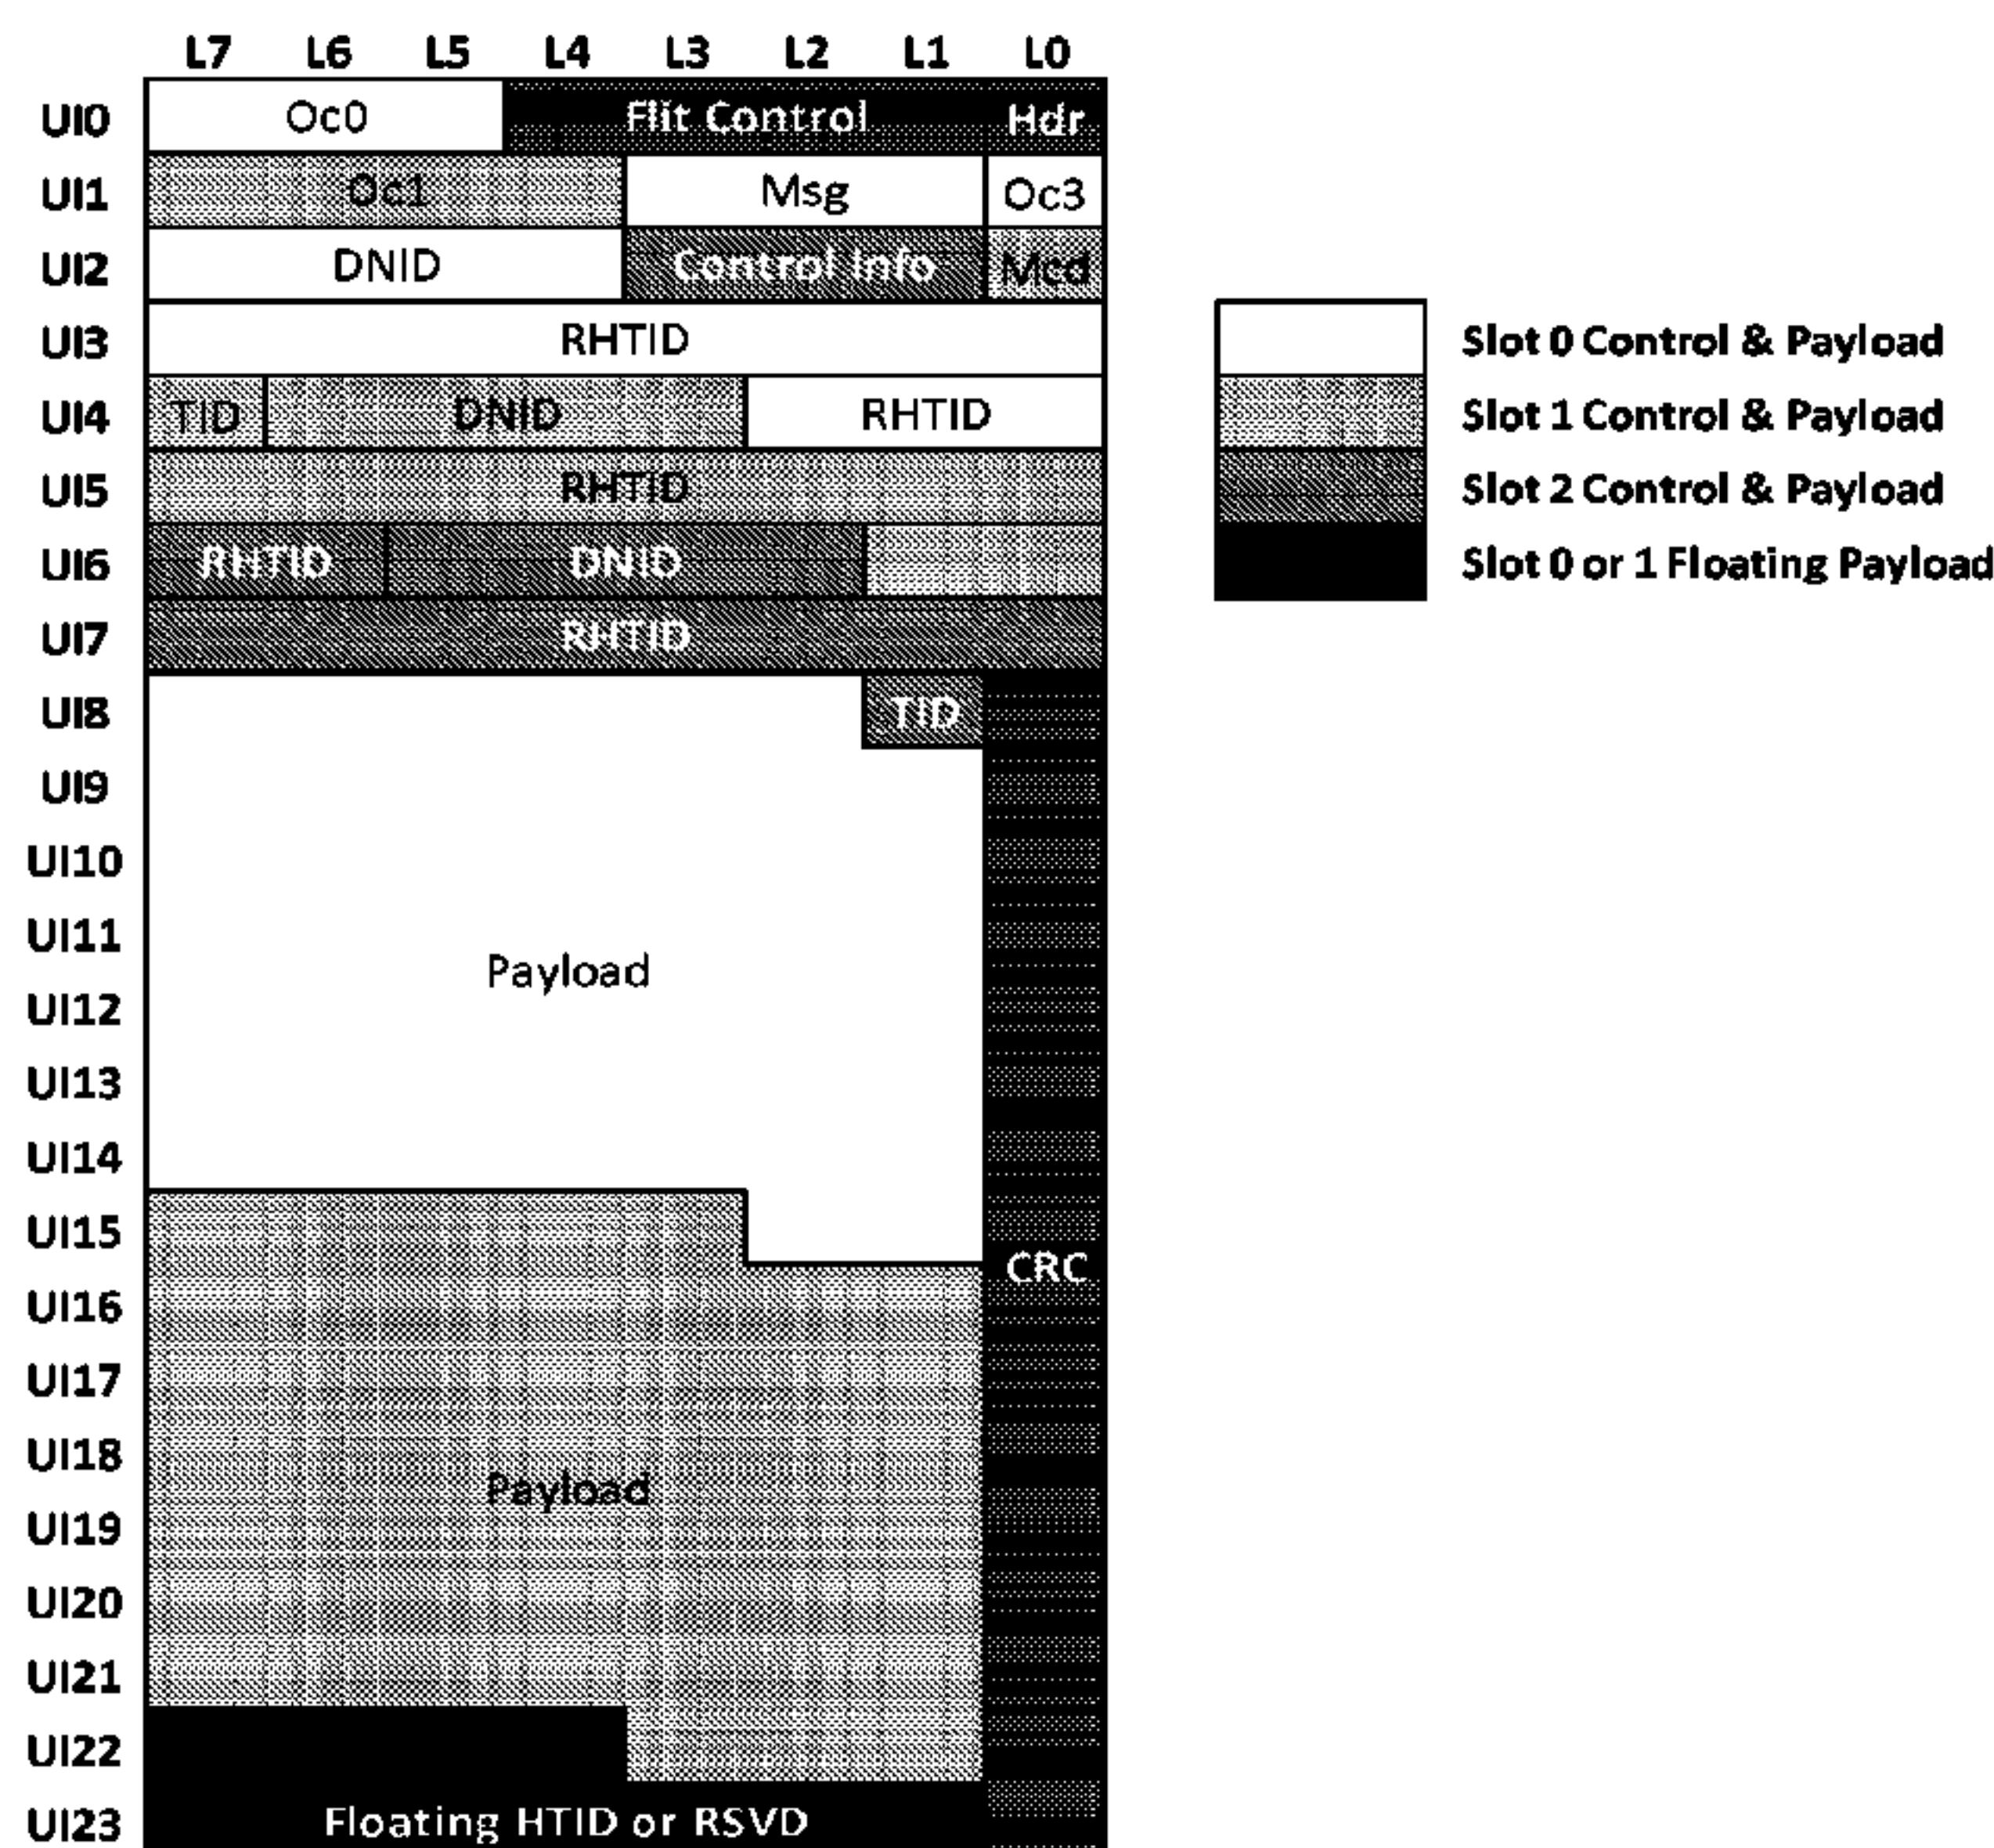 L7 L6 L5 L4 L3 L2 L1 L0
UI0 Oc0 Flit Control Hdr
UI1 Oc1 Msg Oc3
UI2 DNID Control Info Mcd
UI3 RHTID
UI4 TID DNID RHTID
UI5 RHTID
UI6 RHTID DNID
UI7 RHTID
UI8 TID
UI9
UI10
UI11
Payload
UI12
UI13
UI14
UI15
CRC
UI16
UI17
UI18
Payload
UI19
UI20
UI21
UI22
UI23 Floating HTID or RSVD
Slot 0 Control & Payload
Slot 1 Control & Payload
Slot 2 Control & Payload
Slot 0 or 1 Floating Payload